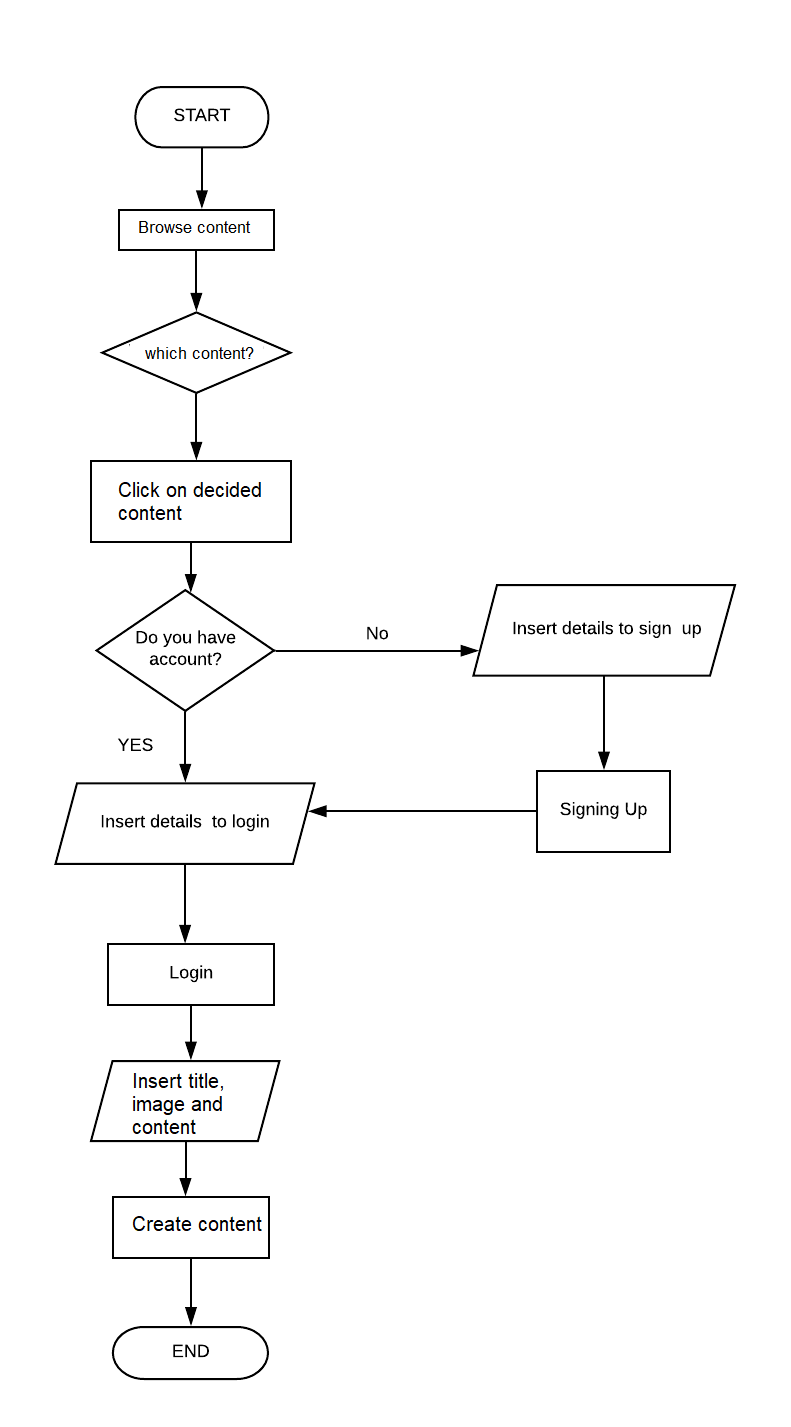 START
Browse content
which content?
Click on decided
content
Do you have
account?
No
Insert details to sign  up
YES
Insert details  to login
Signing Up
Login
Insert title,
image and
content
Create content
END